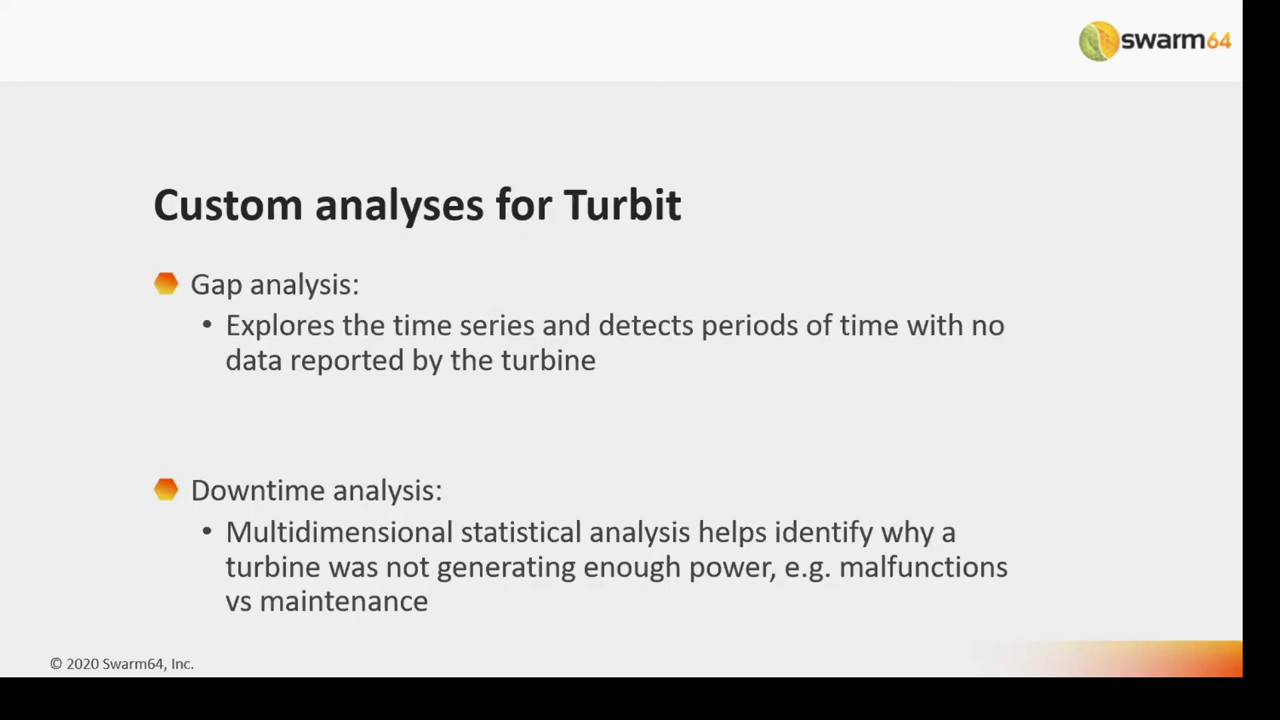 swarm64
Custom analyses for Turbit
Gap analysis:
• Explores the time series and detects periods of time with no
data reported by the turbine
Downtime analysis:
• Multidimensional statistical analysis helps identify why a
turbine was not generating enough power, e.g. malfunctions
vs maintenance
© 2020 Swarm64, Inc.